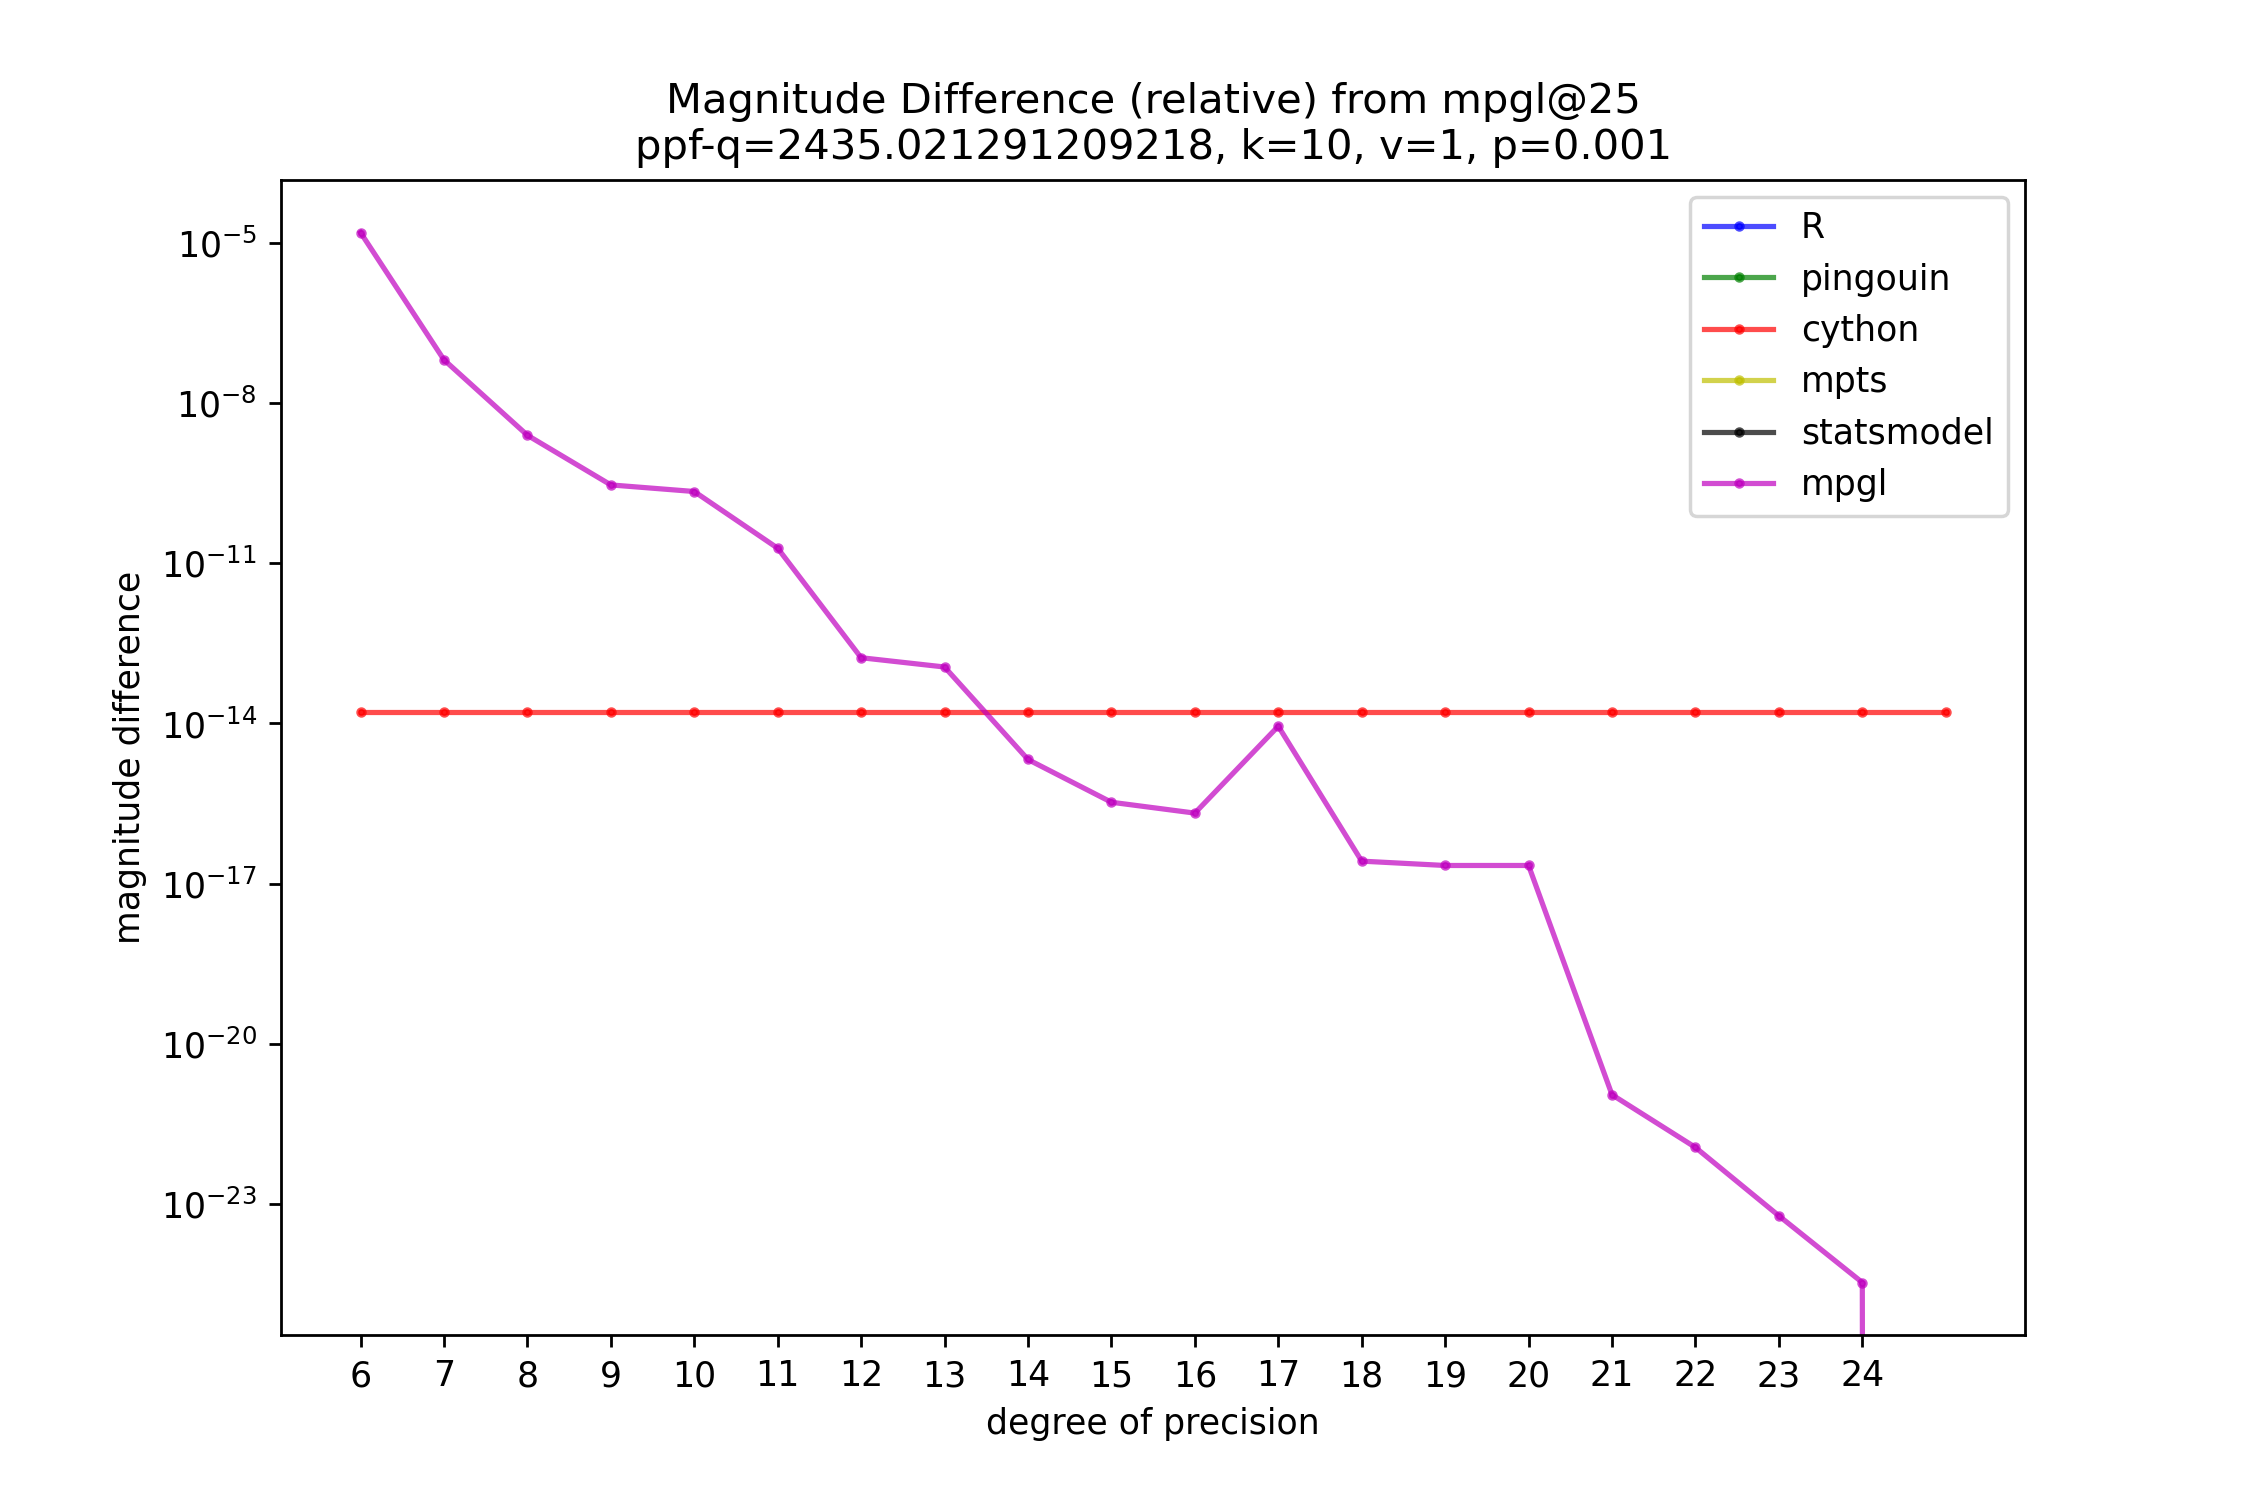 Magnitude Difference (relative) from mpgl@25
ppf-q=2435.021291209218, k=10, v=1, p=0.001
R
pingouin
cython
mpts
statsmodel
mpgl
magnitude difference
10⁻⁵
10⁻⁸
10⁻¹¹
10⁻¹⁴
10⁻¹⁷
10⁻²⁰
10⁻²³
6 7 8 9 10 11 12 13 14 15 16 17 18 19 20 21 22 23 24
degree of precision